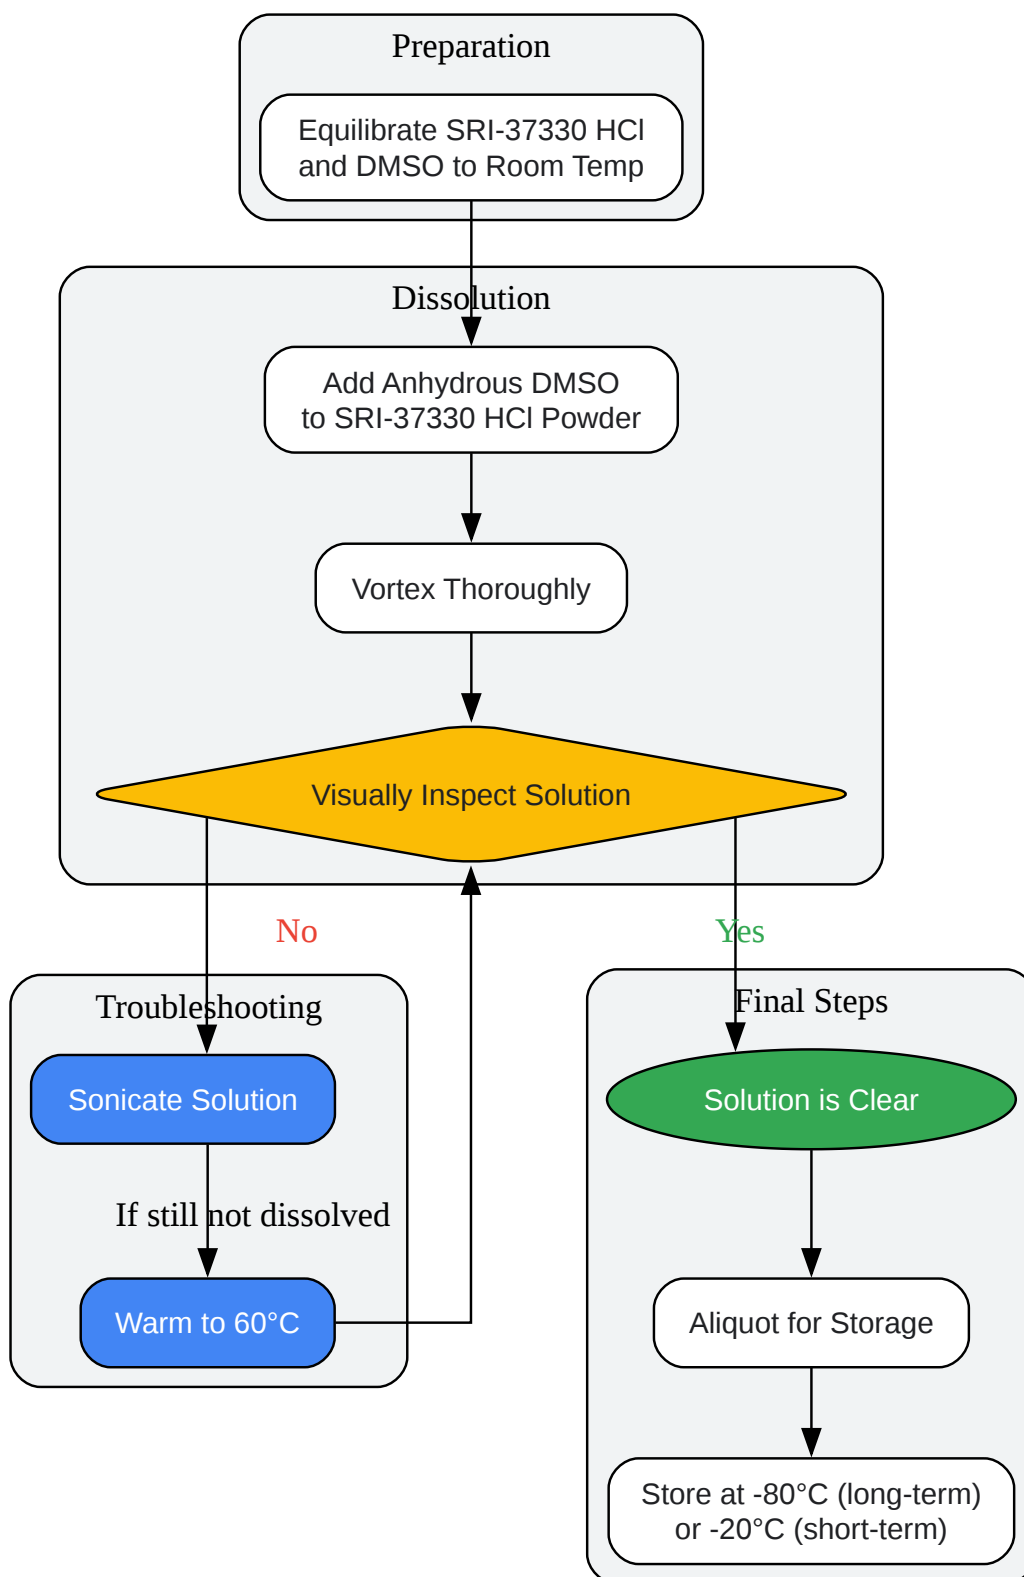 Preparation
Equilibrate SRI-37330 HCl
and DMSO to Room Temp
Dissolution
Add Anhydrous DMSO
to SRI-37330 HCl Powder
Vortex Thoroughly
Visually Inspect Solution
No
Yes
Troubleshooting
Sonicate Solution
If still not dissolved
Warm to 60°C
Final Steps
Solution is Clear
Aliquot for Storage
Store at -80°C (long-term)
or -20°C (short-term)